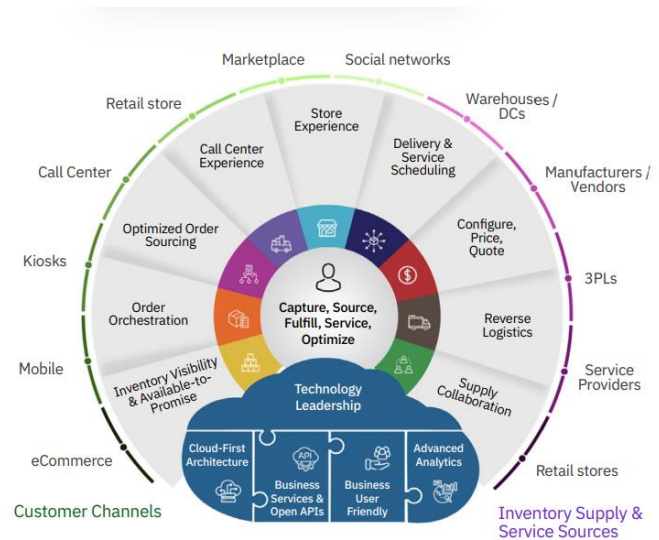 Marketplace
Social networks
Retail store
Warehouses /
DCs
Call Center
Manufacturers /
Vendors
Kiosks
3PLs
Mobile
Service
Providers
eCommerce
Retail stores
Customer Channels
Inventory Supply &
Service Sources
Store
Experience
Call Center
Experience
Delivery &
Service
Scheduling
Optimized Order
Sourcing
Configure,
Price,
Quote
Order
Orchestration
Reverse
Logistics
Inventory Visibility
& Available-to-
Promise
Supply
Collaboration
$
Capture, Source,
Fulfill, Service,
Optimize
Technology
Leadership
Cloud-First
Architecture
API
Business
Services &
Open APIs
Business
User
Friendly
Advanced
Analytics